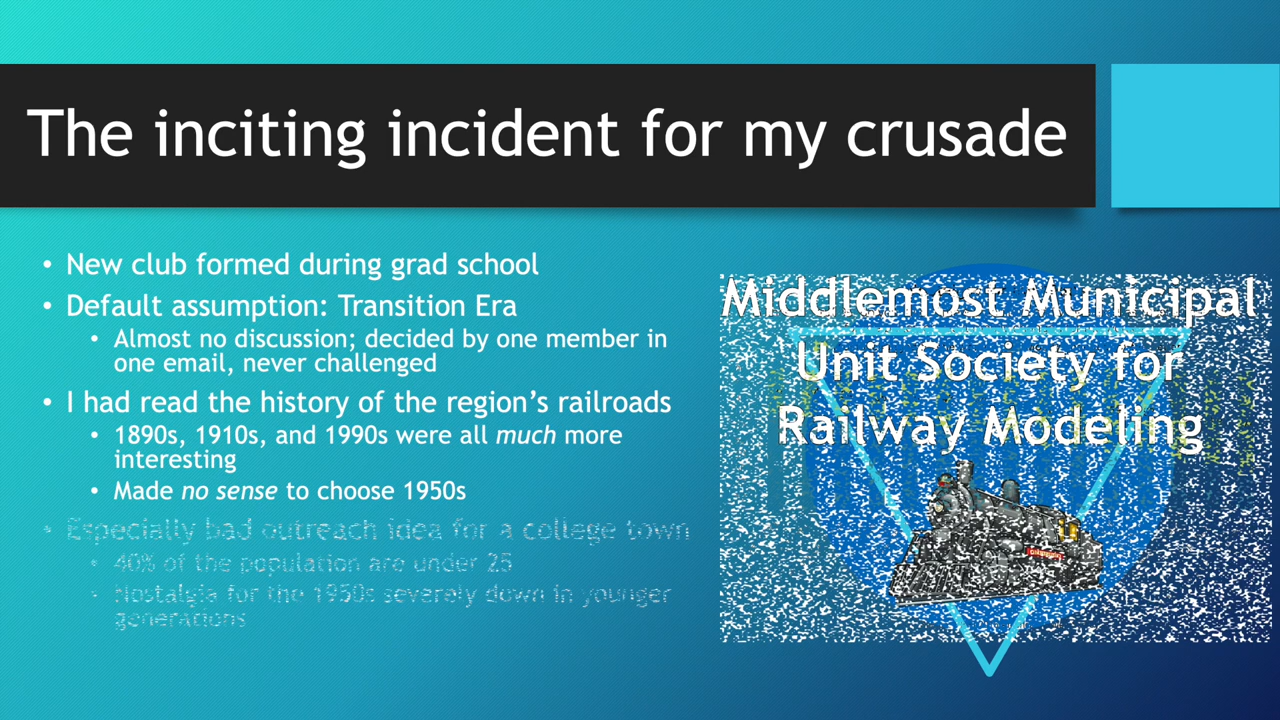 The inciting incident for my crusade
• New club formed during grad school
• Default assumption: Transition Era
• Almost no discussion; decided by one member in
one email, never challenged
• I had read the history of the region's railroads
• 1890s, 1910s, and 1990s were all much more
interesting
• Made no sense to choose 1950s
• Especially bad outreach idea for a college town
• 40% of the population are under 25
• Nostalgia for the 1950s severely down in younger
generations
Middlemost Municipal
Unit Society for
Railway Modeling